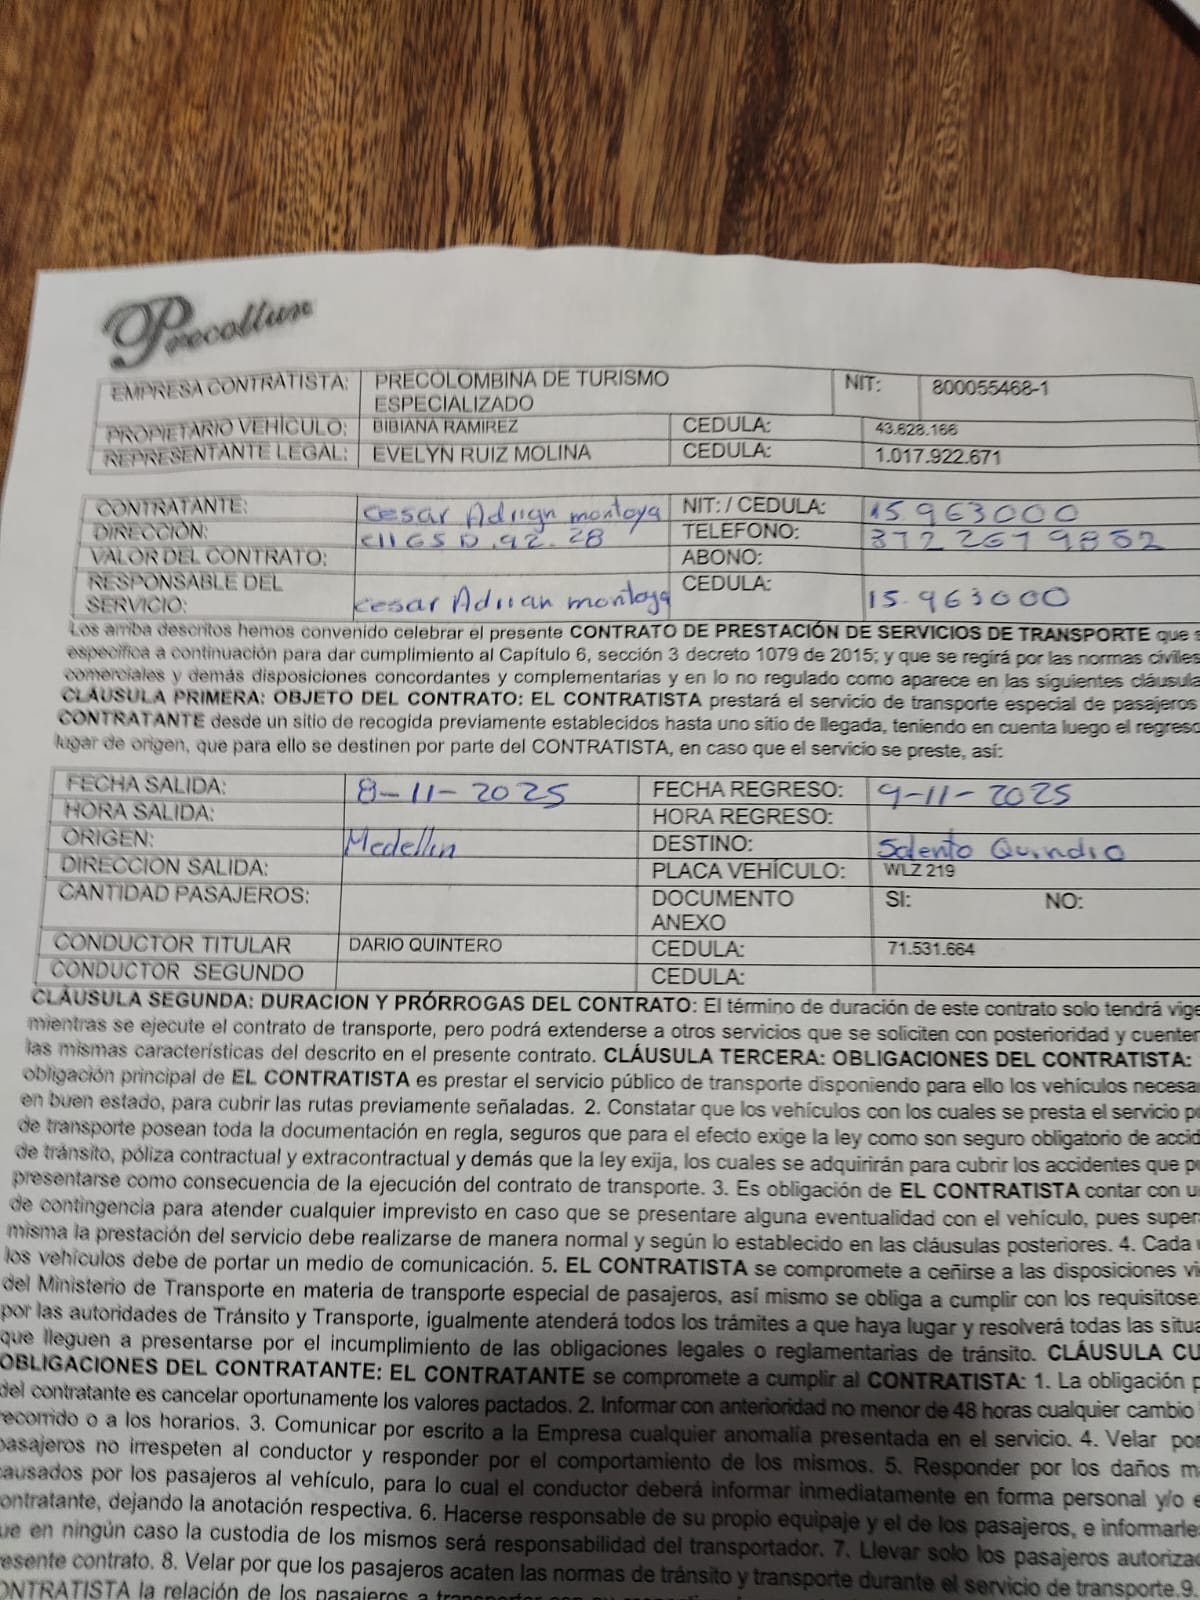 Precoltur
EMPRESA CONTRATISTA: PRECOLOMBINA DE TURISMO ESPECIALIZADO NIT: 800055468-1
PROPIETARIO VEHÍCULO: BIBIANA RAMIREZ CEDULA: 43.628.166
REPRESENTANTE LEGAL: EVELYN RUIZ MOLINA CEDULA: 1.017.922.671
CONTRATANTE: cesar Adrian montoya NIT: / CEDULA: 15.963000
DIRECCIÓN: cll 65 D .92. 28 TELEFONO:
VALOR DEL CONTRATO: ABONO:
RESPONSABLE DEL SERVICIO: cesar Adrian montoya CEDULA: 15.963000
Los arriba descritos hemos convenido celebrar el presente CONTRATO DE PRESTACIÓN DE SERVICIOS DE TRANSPORTE que s
especifica a continuación para dar cumplimiento al Capítulo 6, sección 3 decreto 1079 de 2015; y que se regirá por las normas civiles
comerciales y demás disposiciones concordantes y complementarias y en lo no regulado como aparece en las siguientes cláusula
CLÁUSULA PRIMERA: OBJETO DEL CONTRATO: EL CONTRATISTA prestará el servicio de transporte especial de pasajeros
CONTRATANTE desde un sitio de recogida previamente establecidos hasta uno sitio de llegada, teniendo en cuenta luego el regreso
lugar de origen, que para ello se destinen por parte del CONTRATISTA, en caso que el servicio se preste, así:
FECHA SALIDA: 8-11-2025 FECHA REGRESO: 9-11-2025
HORA SALIDA: HORA REGRESO:
ORIGEN: Medellin DESTINO: Salento Quindio
DIRECCION SALIDA: PLACA VEHÍCULO: WLZ 219
CANTIDAD PASAJEROS: DOCUMENTO ANEXO SI: NO:
CONDUCTOR TITULAR DARIO QUINTERO CEDULA: 71.531.664
CONDUCTOR SEGUNDO CEDULA:
CLÁUSULA SEGUNDA: DURACION Y PRÓRROGAS DEL CONTRATO: El término de duración de este contrato solo tendrá vige
mientras se ejecute el contrato de transporte, pero podrá extenderse a otros servicios que se soliciten con posterioridad y cuenten
las mismas características del descrito en el presente contrato. CLÁUSULA TERCERA: OBLIGACIONES DEL CONTRATISTA:
obligación principal de EL CONTRATISTA es prestar el servicio público de transporte disponiendo para ello los vehículos necesa
en buen estado, para cubrir las rutas previamente señaladas. 2. Constatar que los vehículos con los cuales se presta el servicio p
de transporte posean toda la documentación en regla, seguros que para el efecto exige la ley como son seguro obligatorio de accid
de tránsito, póliza contractual y extracontractual y demás que la ley exija, los cuales se adquirirán para cubrir los accidentes que p
presentarse como consecuencia de la ejecución del contrato de transporte. 3. Es obligación de EL CONTRATISTA contar con u
de contingencia para atender cualquier imprevisto en caso que se presentare alguna eventualidad con el vehículo, pues super
misma la prestación del servicio debe realizarse de manera normal y según lo establecido en las cláusulas posteriores. 4. Cada
los vehículos debe de portar un medio de comunicación. 5. EL CONTRATISTA se compromete a ceñirse a las disposiciones vi
del Ministerio de Transporte en materia de transporte especial de pasajeros, así mismo se obliga a cumplir con los requisitos
por las autoridades de Tránsito y Transporte, igualmente atenderá todos los trámites a que haya lugar y resolverá todas las situa
que lleguen a presentarse por el incumplimiento de las obligaciones legales o reglamentarias de tránsito. CLÁUSULA CU
OBLIGACIONES DEL CONTRATANTE: EL CONTRATANTE se compromete a cumplir al CONTRATISTA: 1. La obligación p
del contratante es cancelar oportunamente los valores pactados. 2. Informar con anterioridad no menor de 48 horas cualquier cambio
recorrido o a los horarios. 3. Comunicar por escrito a la Empresa cualquier anomalía presentada en el servicio. 4. Velar por
pasajeros no irrespeten al conductor y responder por el comportamiento de los mismos. 5. Responder por los daños m
causados por los pasajeros al vehículo, para lo cual el conductor deberá informar inmediatamente en forma personal y/o e
ontratante, dejando la anotación respectiva. 6. Hacerse responsable de su propio equipaje y el de los pasajeros, e informarle
ue en ningún caso la custodia de los mismos será responsabilidad del transportador. 7. Llevar solo los pasajeros autoriza
resente contrato. 8. Velar por que los pasajeros acaten las normas de tránsito y transporte durante el servicio de transporte.9.
ONTRATISTA la relación de los pasajeros a